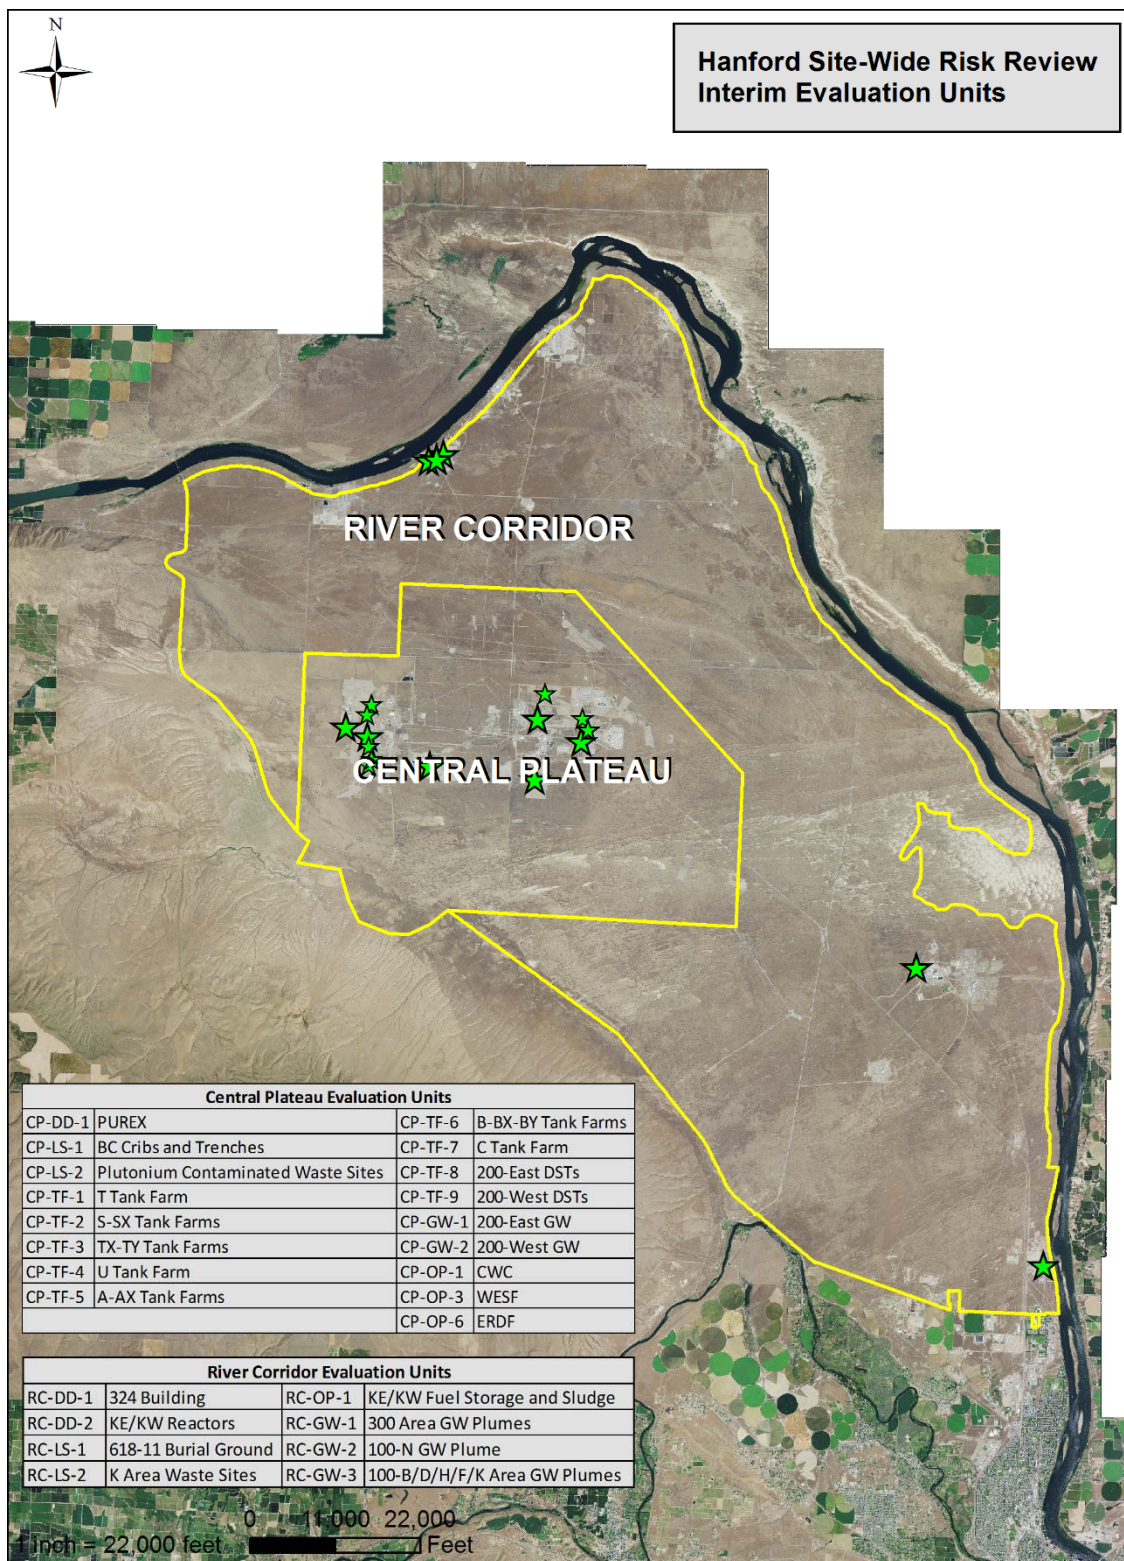 N
Hanford Site-Wide Risk Review
Interim Evaluation Units
RIVER CORRIDOR
CENTRAL PLATEAU
Central Plateau Evaluation Units
CP-DD-1 PUREX CP-TF-6 B-BX-BY Tank Farms
CP-LS-1 BC Cribs and Trenches CP-TF-7 C Tank Farm
CP-LS-2 Plutonium Contaminated Waste Sites CP-TF-8 200-East DSTs
CP-TF-1 T Tank Farm CP-TF-9 200-West DSTs
CP-TF-2 S-SX Tank Farms CP-GW-1 200-East GW
CP-TF-3 TX-TY Tank Farms CP-GW-2 200-West GW
CP-TF-4 U Tank Farm CP-OP-1 CWC
CP-TF-5 A-AX Tank Farms CP-OP-3 WESF
CP-OP-6 ERDF
River Corridor Evaluation Units
RC-DD-1 324 Building RC-OP-1 KE/KW Fuel Storage and Sludge
RC-DD-2 KE/KW Reactors RC-GW-1 300 Area GW Plumes
RC-LS-1 618-11 Burial Ground RC-GW-2 100-N GW Plume
RC-LS-2 K Area Waste Sites RC-GW-3 100-B/D/H/F/K Area GW Plumes
0 11,000 22,000
1 inch = 22,000 feet Feet